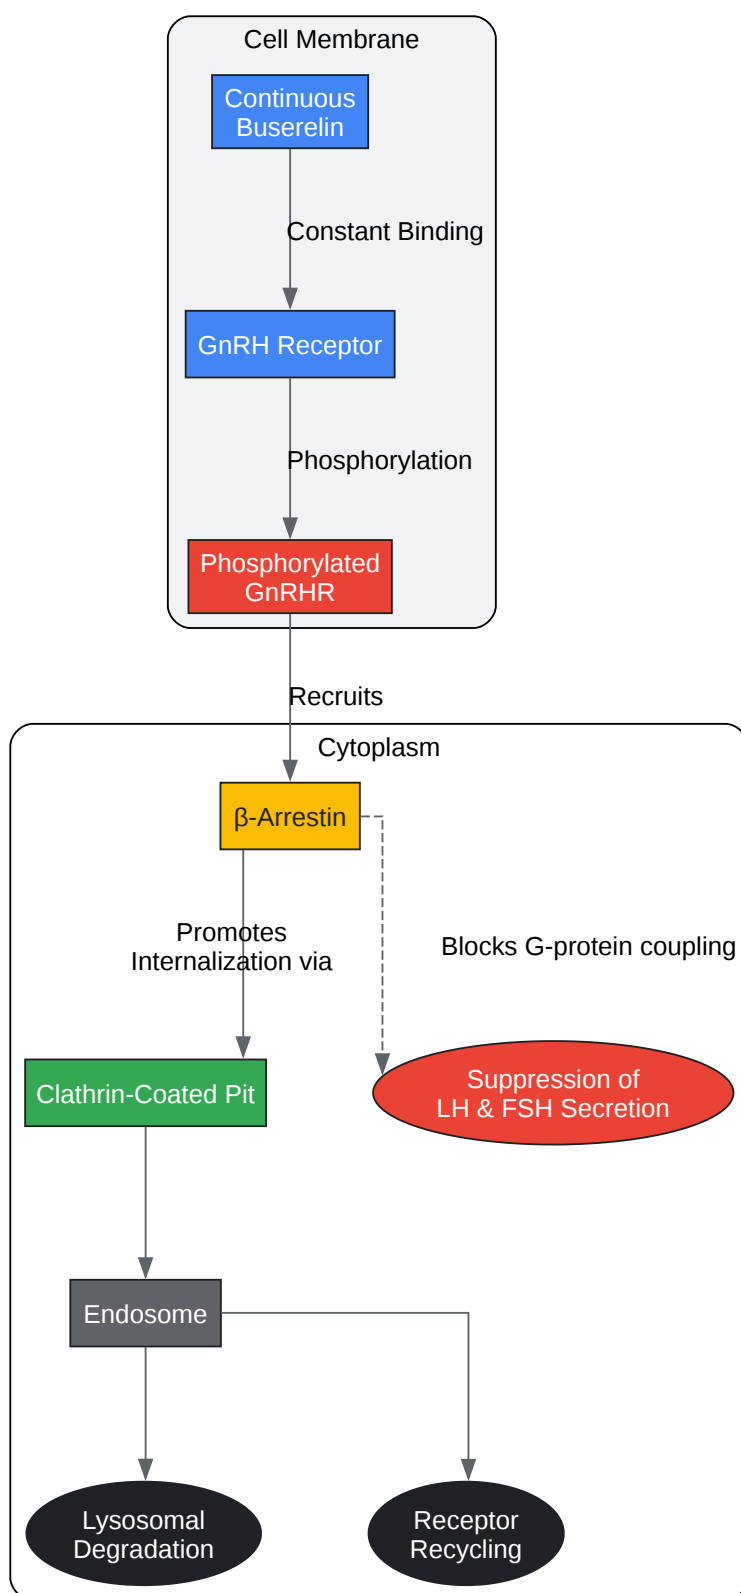 Cell Membrane
Continuous
Buserelin
Constant Binding
GnRH Receptor
Phosphorylation
Phosphorylated
GnRHR
Recruits
Cytoplasm
β-Arrestin
Promotes
Internalization via
Blocks G-protein coupling
Clathrin-Coated Pit
Suppression of
LH & FSH Secretion
Endosome
Lysosomal
Degradation
Receptor
Recycling